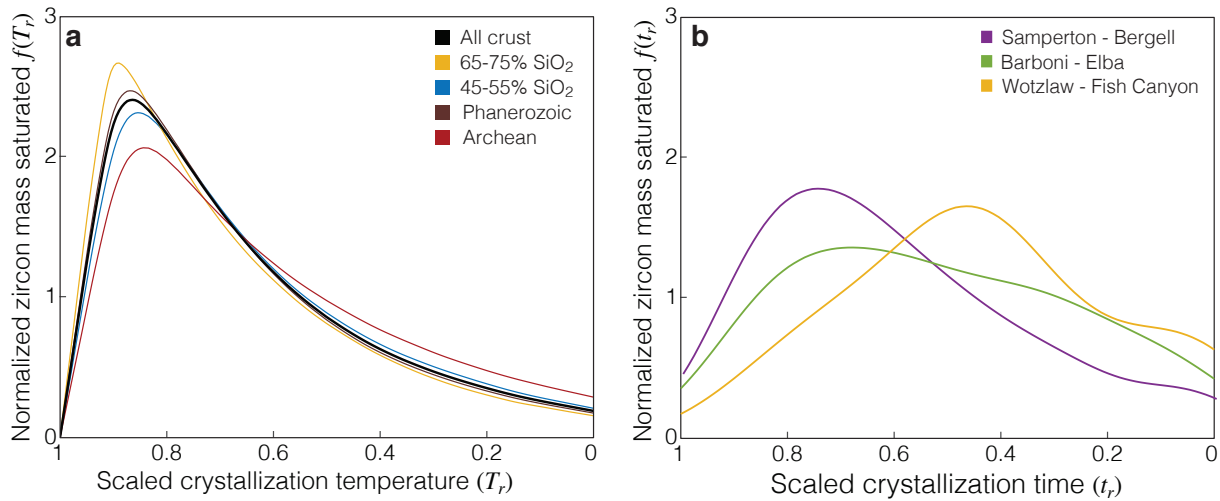 a
All crust
65-75% SiO₂
45-55% SiO₂
Phanerozoic
Archean
Normalized zircon mass saturated f(Tᵣ)
3
2
1
0
1 0.8 0.6 0.4 0.2 0
Scaled crystallization temperature (Tᵣ)
b
Samperton - Bergell
Barboni - Elba
Wotzlaw - Fish Canyon
Normalized zircon mass saturated f(tᵣ)
3
2
1
0
1 0.8 0.6 0.4 0.2 0
Scaled crystallization time (tᵣ)